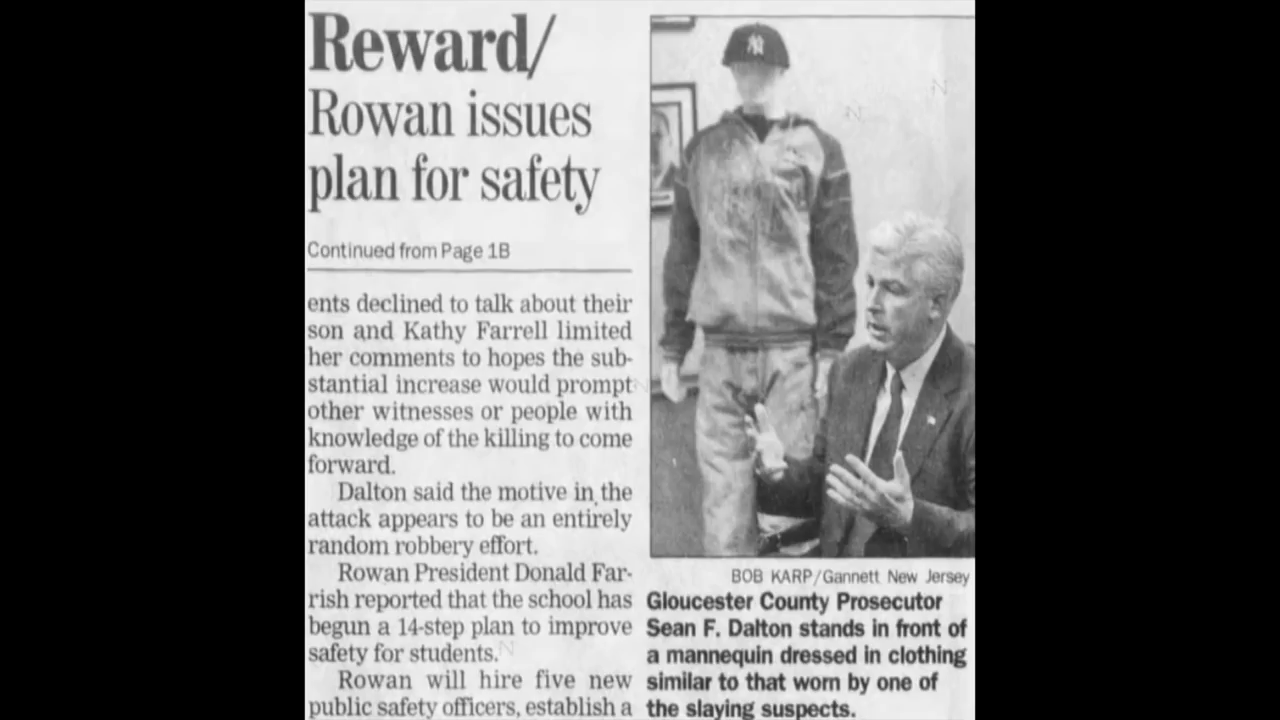 Reward/
Rowan issues
plan for safety
Continued from Page 1B
ents declined to talk about their
son and Kathy Farrell limited
her comments to hopes the sub-
stantial increase would prompt
other witnesses or people with
knowledge of the killing to come
forward.
Dalton said the motive in the
attack appears to be an entirely
random robbery effort.
Rowan President Donald Far-
rish reported that the school has
begun a 14-step plan to improve
safety for students.
Rowan will hire five new
public safety officers, establish a
NY
BOB KARP/Gannett New Jersey
Gloucester County Prosecutor
Sean F. Dalton stands in front of
a mannequin dressed in clothing
similar to that worn by one of
the slaying suspects.